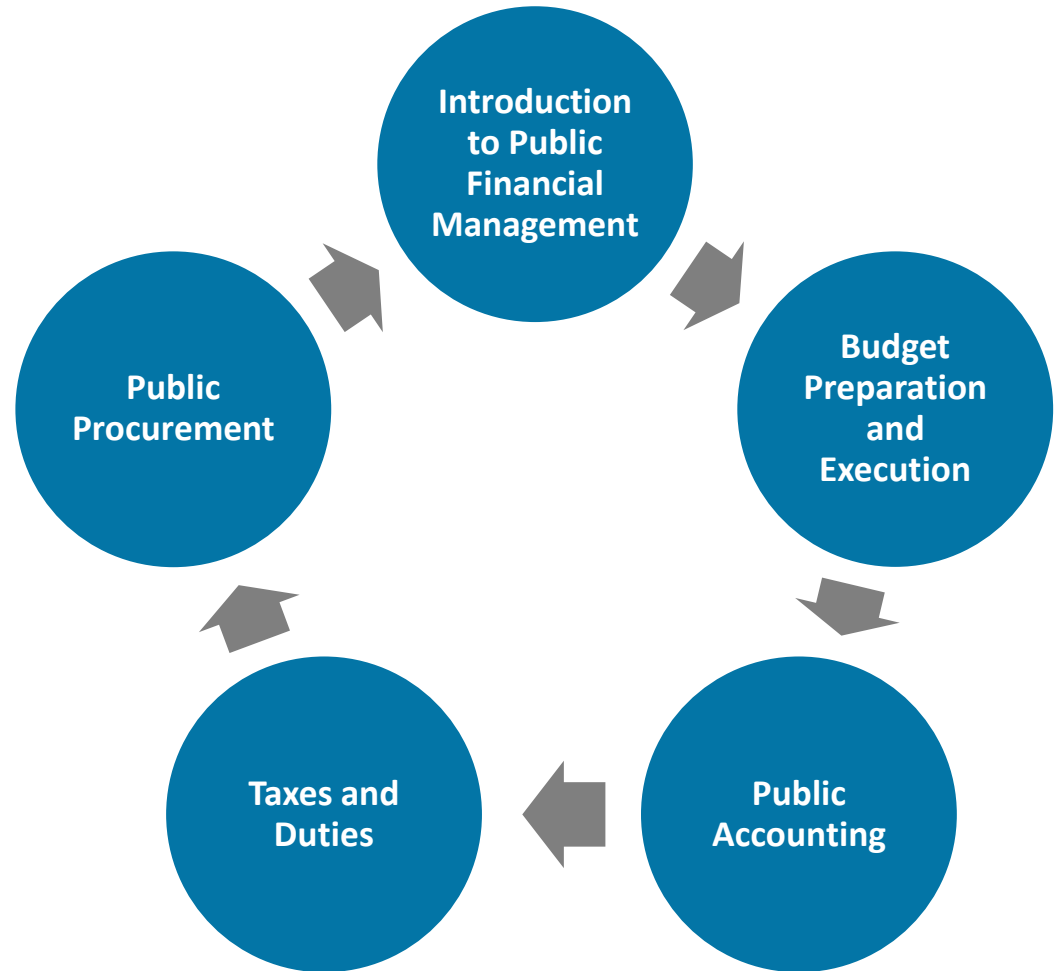 Introduction
to Public
Financial
Management
Budget
Preparation
and
Execution
Public
Accounting
Taxes and
Duties
Public
Procurement